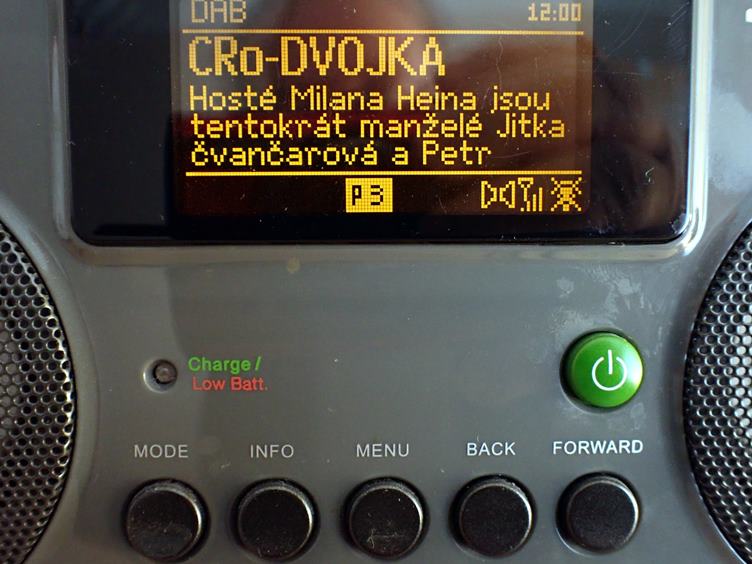 DAB 12:00
CRo-DVOJKA
Hosté Milana Heina jsou
tentokrát manželé Jitka
čvančarová a Petr
P3
Charge /
Low Batt.
MODE INFO MENU BACK FORWARD